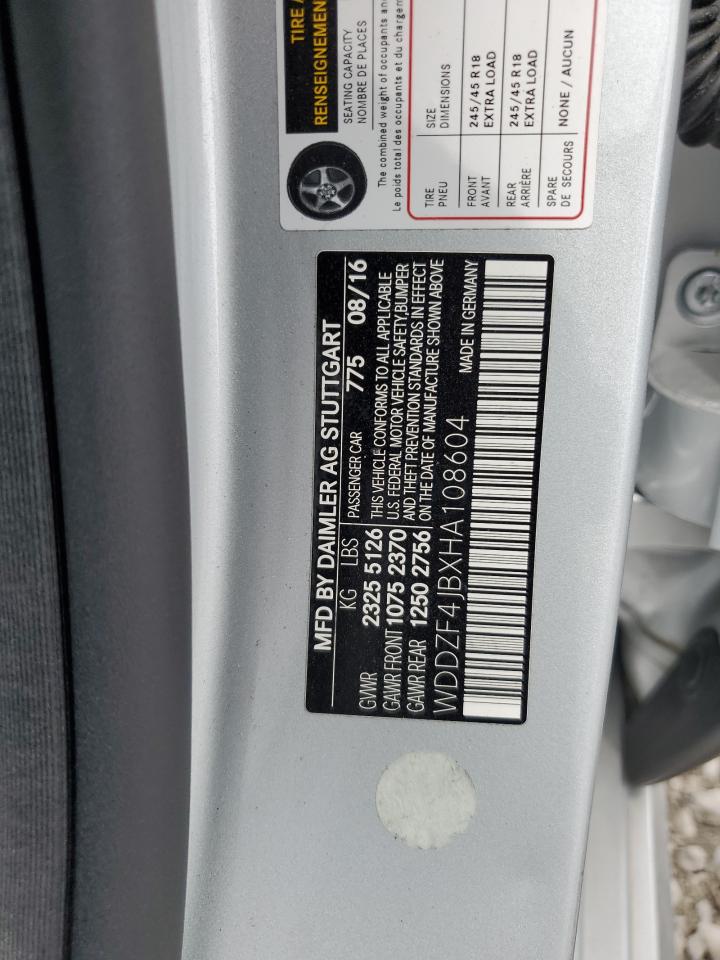 TIRE
RENSEIGNEMENT
SEATING CAPACITY
NOMBRE DE PLACES
The combined weight of occupants and
Le poids total des occupants et du
TIRE SIZE
PNEU DIMENSIONS
FRONT 245/45 R18
AVANT EXTRA LOAD
REAR 245/45 R18
ARRIÈRE EXTRA LOAD
SPARE NONE / AUCUN
DE SECOURS
MFD BY DAIMLER AG STUTTGART
KG LBS PASSENGER CAR 775 08/16
GVWR 2325 5126 THIS VEHICLE CONFORMS TO ALL APPLICABLE
GAWR FRONT 1075 2370 U.S. FEDERAL MOTOR VEHICLE SAFETY,BUMPER
GAWR REAR 1250 2756 AND THEFT PREVENTION STANDARDS IN EFFECT
ON THE DATE OF MANUFACTURE SHOWN ABOVE
WDDZF4JBXHA108604 MADE IN GERMANY